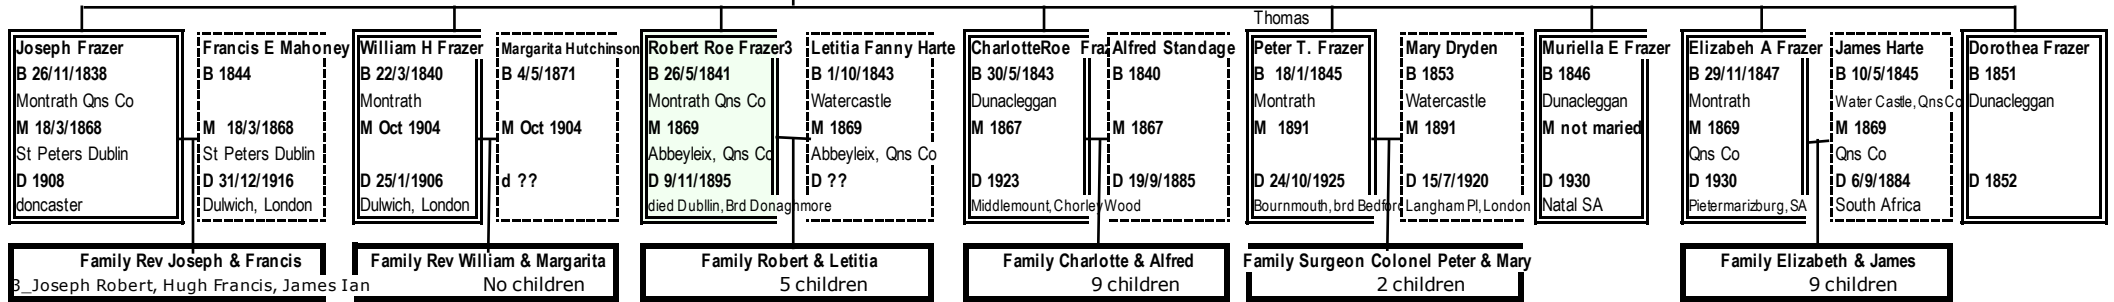 Thomas
Joseph Frazer
B 26/11/1838
Montrath Qns Co
M 18/3/1868
St Peters Dublin
D 1908
doncaster
Francis E Mahoney
B 1844
M 18/3/1868
St Peters Dublin
D 31/12/1916
Dulwich, London
William H Frazer
B 22/3/1840
Montrath
M Oct 1904
D 25/1/1906
Dulwich, London
Margarita Hutchinson
B 4/5/1871
M Oct 1904
d ??
Robert Roe Frazer3
B 26/5/1841
Montrath Qns Co
M 1869
Abbeyleix, Qns Co
D 9/11/1895
died Dubllin, Brd Donaghmore
Letitia Fanny Harte
B 1/10/1843
Watercastle
M 1869
Abbeyleix, Qns Co
D ??
CharlotteRoe Fraz
B 30/5/1843
Dunacleggan
M 1867
D 1923
Middlemount, Chorley Wood
Alfred Standage
B 1840
M 1867
D 19/9/1885
Peter T. Frazer
B 18/1/1845
Montrath
M 1891
D 24/10/1925
Bournmouth, brd Bedford
Mary Dryden
B 1853
Watercastle
M 1891
D 15/7/1920
Langham Pl, London
Muriella E Frazer
B 1846
Dunacleggan
M not maried
D 1930
Natal SA
Elizabeh A Frazer
B 29/11/1847
Montrath
M 1869
Qns Co
D 1930
Pietermarizburg, SA
James Harte
B 10/5/1845
Water Castle, Qns Co
M 1869
Qns Co
D 6/9/1884
South Africa
Dorothea Frazer
B 1851
Dunacleggan
D 1852
Family Rev Joseph & Francis
3_Joseph Robert, Hugh Francis, James Ian
Family Rev William & Margarita
No children
Family Robert & Letitia
5 children
Family Charlotte & Alfred
9 children
Family Surgeon Colonel Peter & Mary
2 children
Family Elizabeth & James
9 children